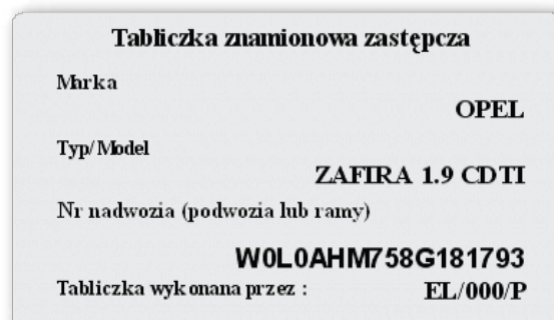 Tabliczka znamionowa zastępcza
Marka
OPEL
Typ/Model
ZAFIRA 1.9 CDTI
Nr nadwozia (podwozia lub ramy)
W0L0AHM758G181793
Tabliczka wykonana przez :
EL/000/P